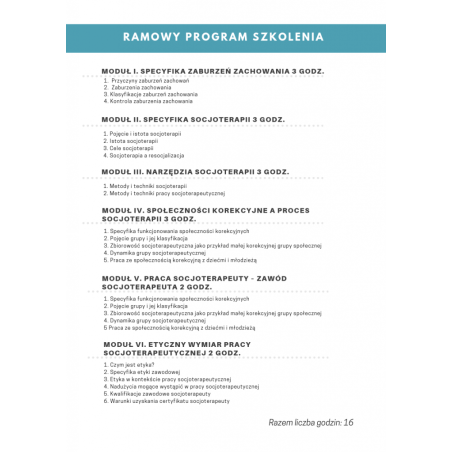 RAMOWY PROGRAM SZKOLENIA
MODUŁ I. SPECYFIKA ZABURZEŃ ZACHOWANIA 3 GODZ.
1. Przyczyny zaburzeń zachowań
2. Zaburzenia zachowania
3. Klasyfikacje zaburzeń zachowania
4. Kontrola zaburzenia zachowania
MODUŁ II. SPECYFIKA SOCJOTERAPII 3 GODZ.
1. Pojęcie i istota socjoterapii
2. Istota socjoterapii
3. Cele socjoterapii
4. Socjoterapia a resocjalizacja
MODUŁ III. NARZĘDZIA SOCJOTERAPII 3 GODZ.
1. Metody i techniki socjoterapii
2. Metody i techniki pracy socjoterapeutycznej
MODUŁ IV. SPOŁECZNOŚCI KOREKCYJNE A PROCES
SOCJOTERAPII 3 GODZ.
1. Specyfika funkcjonowania społeczności korekcyjnych
2. Pojęcie grupy i jej klasyfikacja
3. Zbiorowość socjoterapeutyczna jako przykład małej korekcyjnej grupy społecznej
4. Dynamika grupy socjoterapeutycznej
5. Praca ze społecznością korekcyjną z dziećmi i młodzieżą
MODUŁ V. PRACA SOCJOTERAPEUTY - ZAWÓD
SOCJOTERAPEUTA 2 GODZ.
1. Specyfika funkcjonowania społeczności korekcyjnych
2. Pojęcie grupy i jej klasyfikacja
3. Zbiorowość socjoterapeutyczna jako przykład małej korekcyjnej grupy społecznej
4. Dynamika grupy socjoterapeutycznej
5 Praca ze społecznością korekcyjną z dziećmi i młodzieżą
MODUŁ VI. ETYCZNY WYMIAR PRACY
SOCJOTERAPEUTYCZNEJ 2 GODZ.
1. Czym jest etyka?
2. Specyfika etyki zawodowej
3. Etyka w kontekście pracy socjoterapeutycznej
4. Nadużycia mogące wystąpić w pracy socjoterapeutycznej
5. Kwalifikacje zawodowe socjoterapeuty
6. Warunki uzyskania certyfikatu socjoterapeuty
Razem liczba godzin: 16